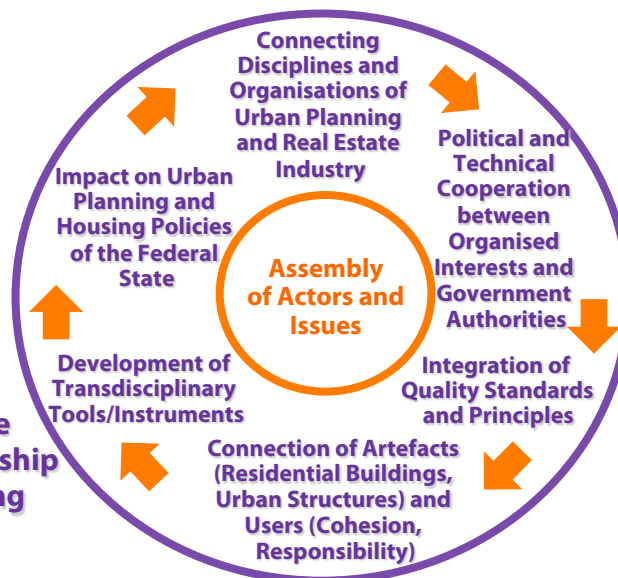 Connecting
Disciplines and
Organisations of
Urban Planning
and Real Estate
Industry
Political and
Technical
Cooperation
between
Organised
Interests and
Government
Authorities
Integration of
Quality Standards
and Principles
Connection of Artefacts
(Residential Buildings,
Urban Structures) and
Users (Cohesion,
Responsibility)
Development of
Transdisciplinary
Tools/Instruments
Impact on Urban
Planning and
Housing Policies
of the Federal
State
Assembly
of Actors and
Issues